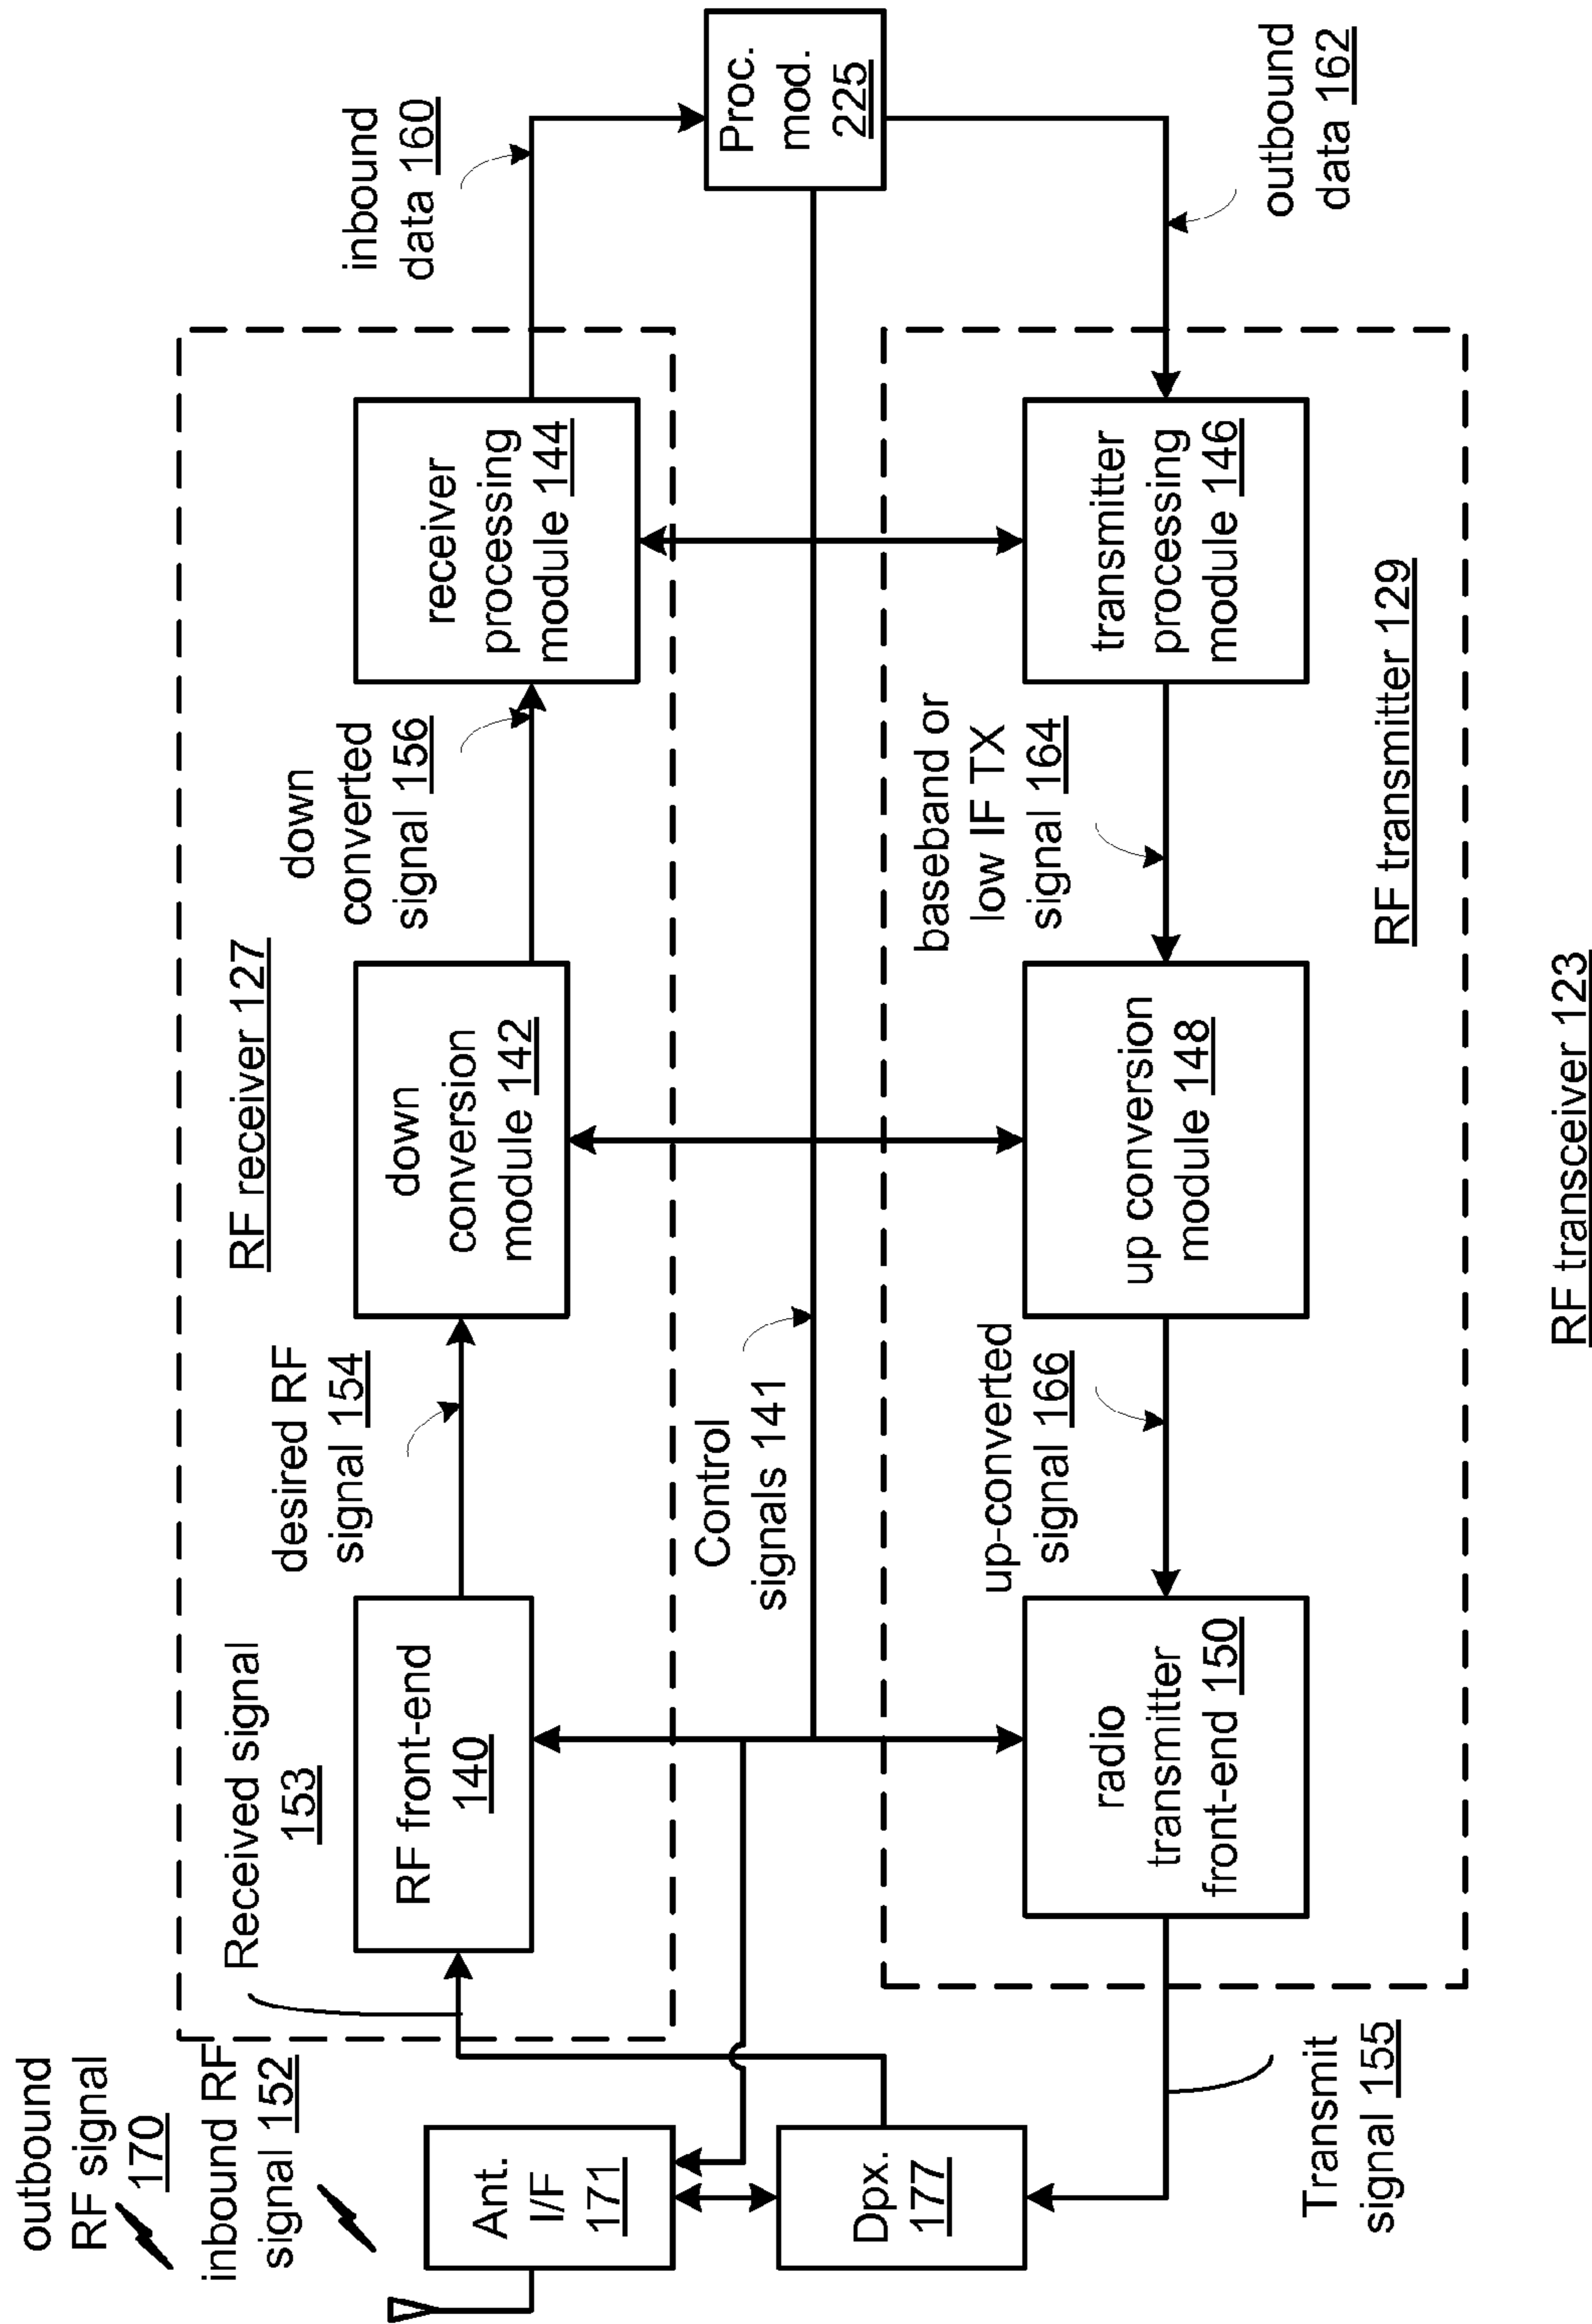 outbound
RF signal
170
inbound RF
signal 152
Received signal
153
RF receiver 127
desired RF
signal 154
down
converted
signal 156
inbound
data 160
Ant.
I/F
171
RF front-end
140
down
conversion
module 142
receiver
processing
module 144
Control
signals 141
Proc.
mod.
225
Dpx.
177
up-converted
signal 166
baseband or
low IF TX
signal 164
radio
transmitter
front-end 150
up conversion
module 148
transmitter
processing
module 146
outbound
data 162
Transmit
signal 155
RF transmitter 129
RF transceiver 123